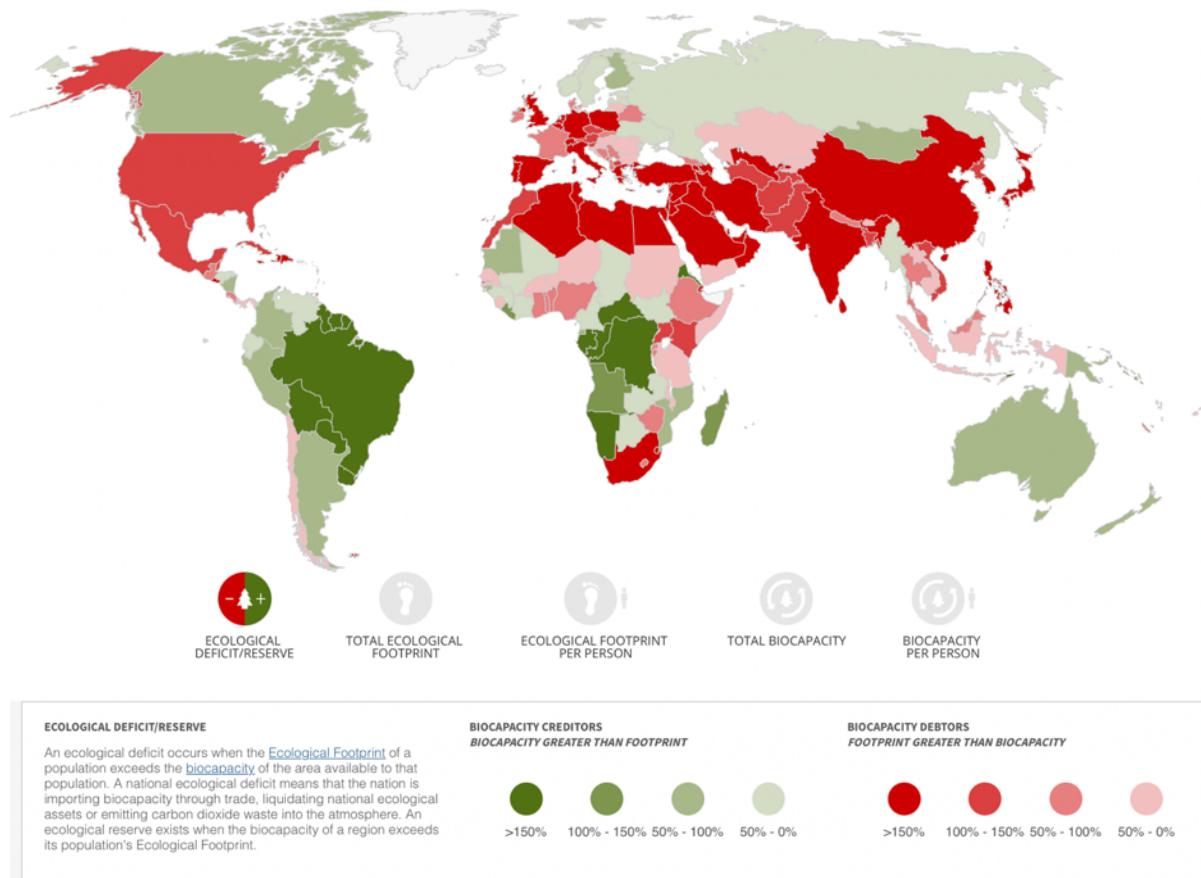 ECOLOGICAL
DEFICIT/RESERVE
TOTAL ECOLOGICAL
FOOTPRINT
ECOLOGICAL FOOTPRINT
PER PERSON
TOTAL BIOCAPACITY
BIOCAPACITY
PER PERSON
ECOLOGICAL DEFICIT/RESERVE
An ecological deficit occurs when the Ecological Footprint of a
population exceeds the biocapacity of the area available to that
population. A national ecological deficit means that the nation is
importing biocapacity through trade, liquidating national ecological
assets or emitting carbon dioxide waste into the atmosphere. An
ecological reserve exists when the biocapacity of a region exceeds
its population's Ecological Footprint.
BIOCAPACITY CREDITORS
BIOCAPACITY GREATER THAN FOOTPRINT
>150% 100% - 150% 50% - 100% 50% - 0%
BIOCAPACITY DEBTORS
FOOTPRINT GREATER THAN BIOCAPACITY
>150% 100% - 150% 50% - 100% 50% - 0%